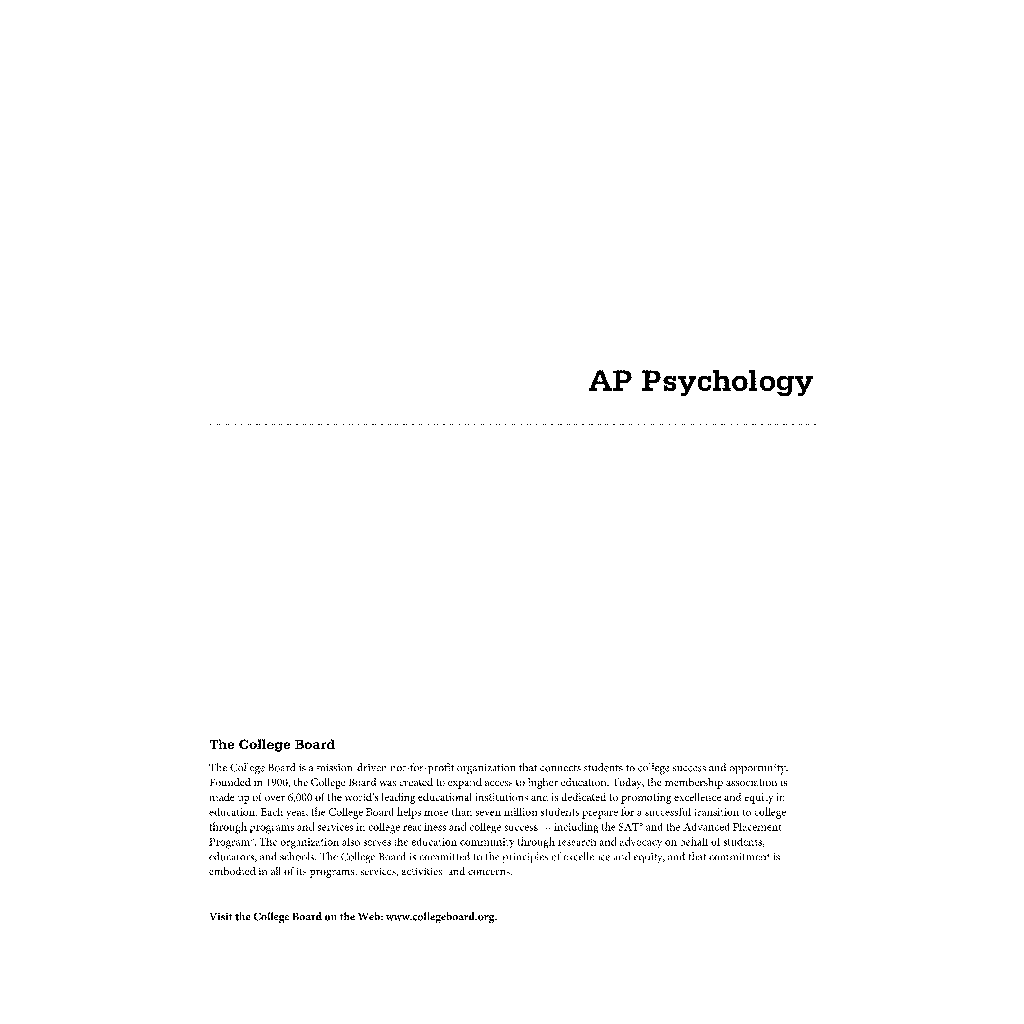 AP Psychology
The College Board
The College Board is a mission-driven not-for-profit organization that connects students to college success and opportunity.
Founded in 1900, the College Board was created to expand access to higher education. Today, the membership association is
made up of over 6,000 of the world's leading educational institutions and is dedicated to promoting excellence and equity in
education. Each year, the College Board helps more than seven million students prepare for a successful transition to college
through programs and services in college readiness and college success — including the SAT® and the Advanced Placement
Program®. The organization also serves the education community through research and advocacy on behalf of students,
educators, and schools. The College Board is committed to the principles of excellence and equity, and that commitment is
embodied in all of its programs, services, activities, and concerns.
Visit the College Board on the Web: www.collegeboard.org.